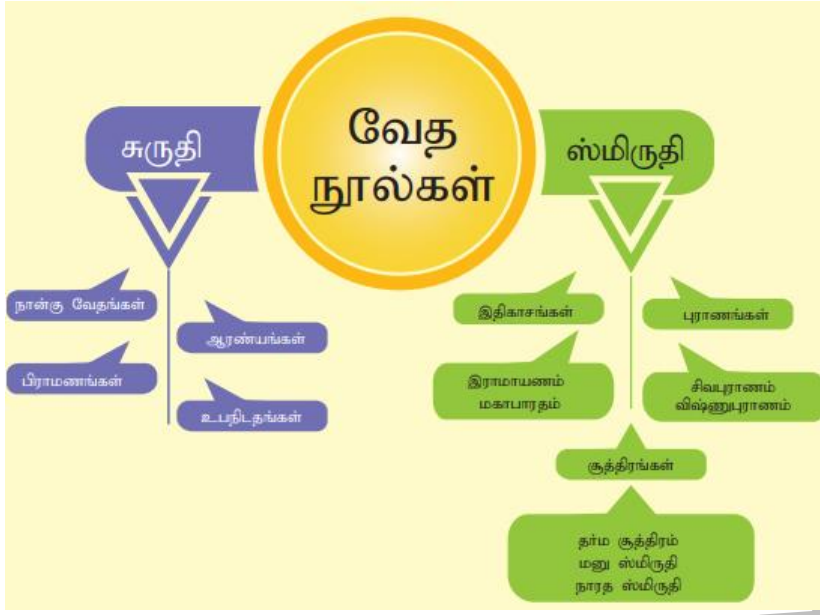 வேத
நூல்கள்
சுருதி
நான்கு வேதங்கள்
ஆரண்யங்கள்
பிராமணங்கள்
உபநிடதங்கள்
ஸ்மிருதி
இதிகாசங்கள்
புராணங்கள்
இராமாயணம்
மகாபாரதம்
சிவபுராணம்
விஷ்ணுபுராணம்
சூத்திரங்கள்
தர்ம சூத்திரம்
மனு ஸ்மிருதி
நாரத ஸ்மிருதி